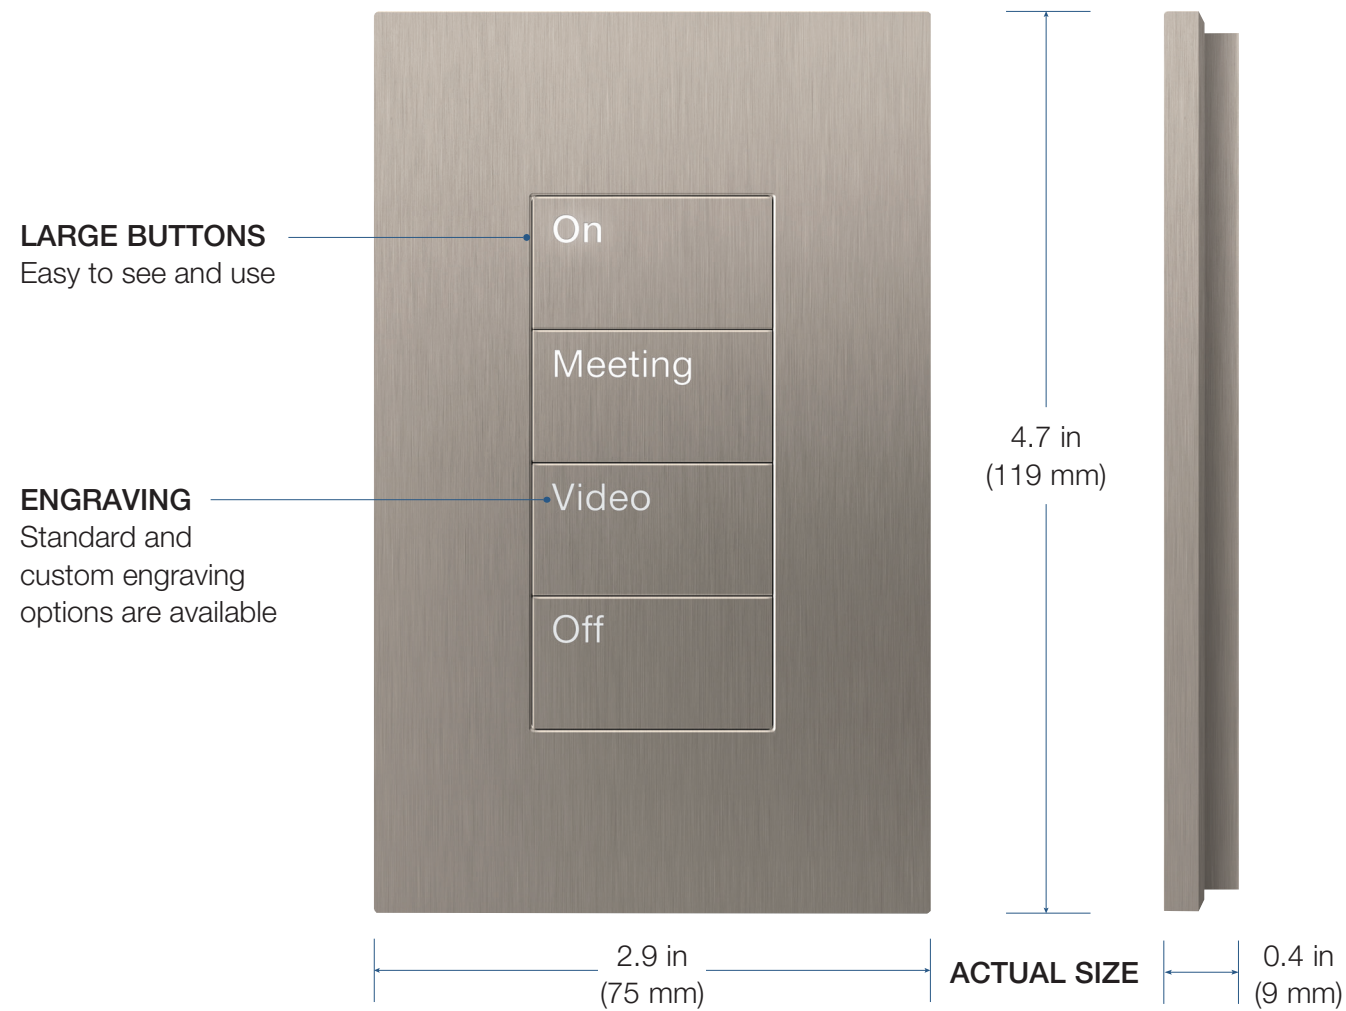 LARGE BUTTONS
Easy to see and use
ENGRAVING
Standard and
custom engraving
options are available
On
Meeting
Video
Off
4.7 in
(119 mm)
2.9 in
(75 mm)
ACTUAL SIZE
0.4 in
(9 mm)